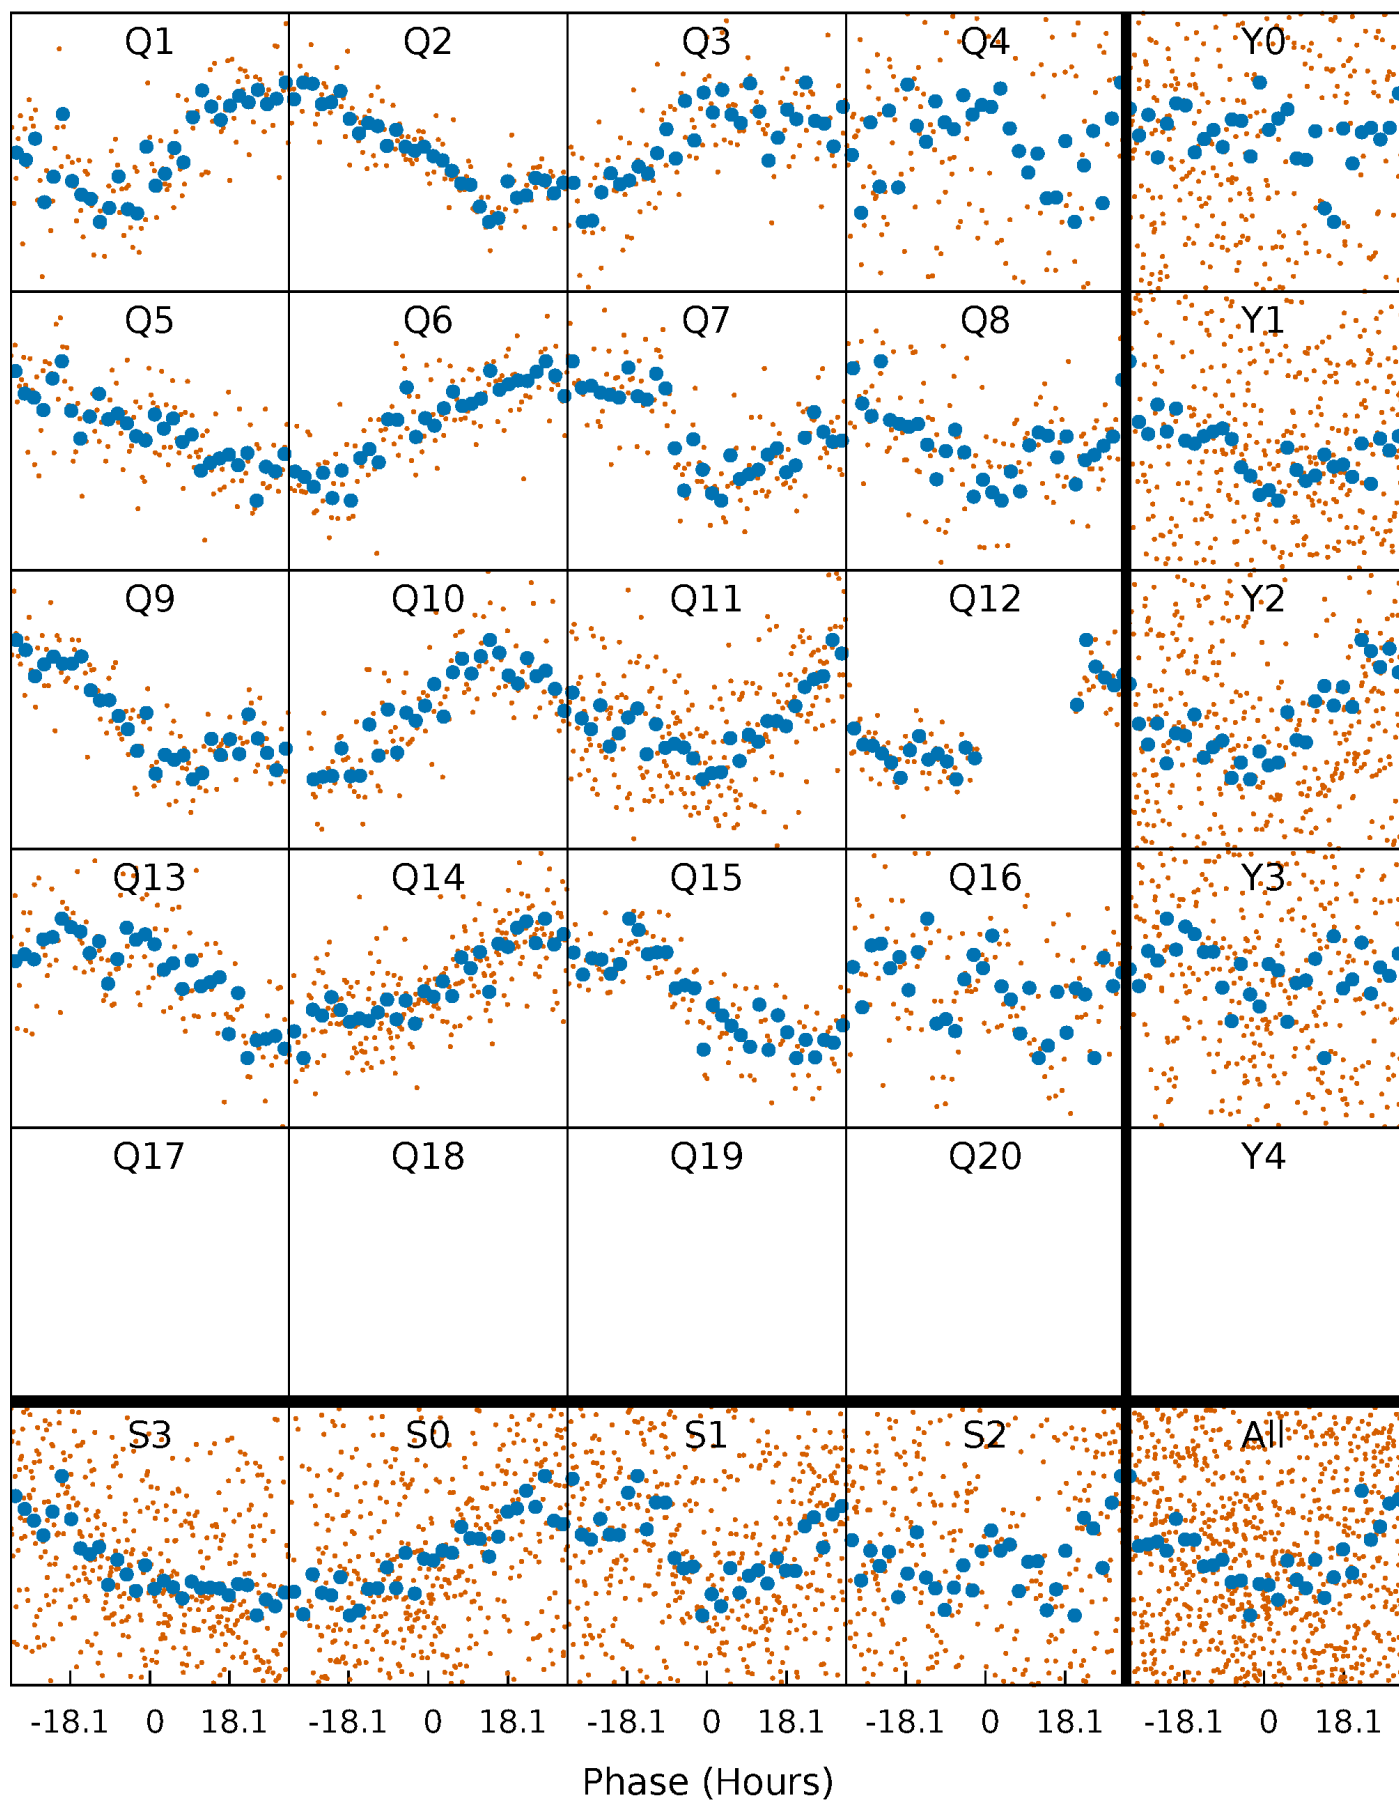 Q1 Q2 Q3 Q4 Y0
Q5 Q6 Q7 Q8 Y1
Q9 Q10 Q11 Q12 Y2
Q13 Q14 Q15 Q16 Y3
Q17 Q18 Q19 Q20 Y4
S3 S0 S1 S2 All
-18.1 0 18.1 -18.1 0 18.1 -18.1 0 18.1 -18.1 0 18.1 -18.1 0 18.1
Phase (Hours)